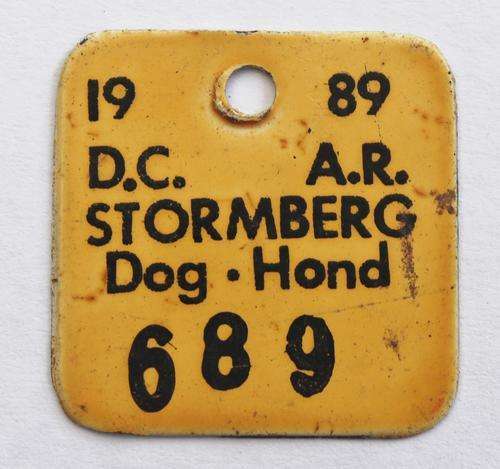 19 89
D.C. A.R.
STORMBERG
Dog · Hond
689